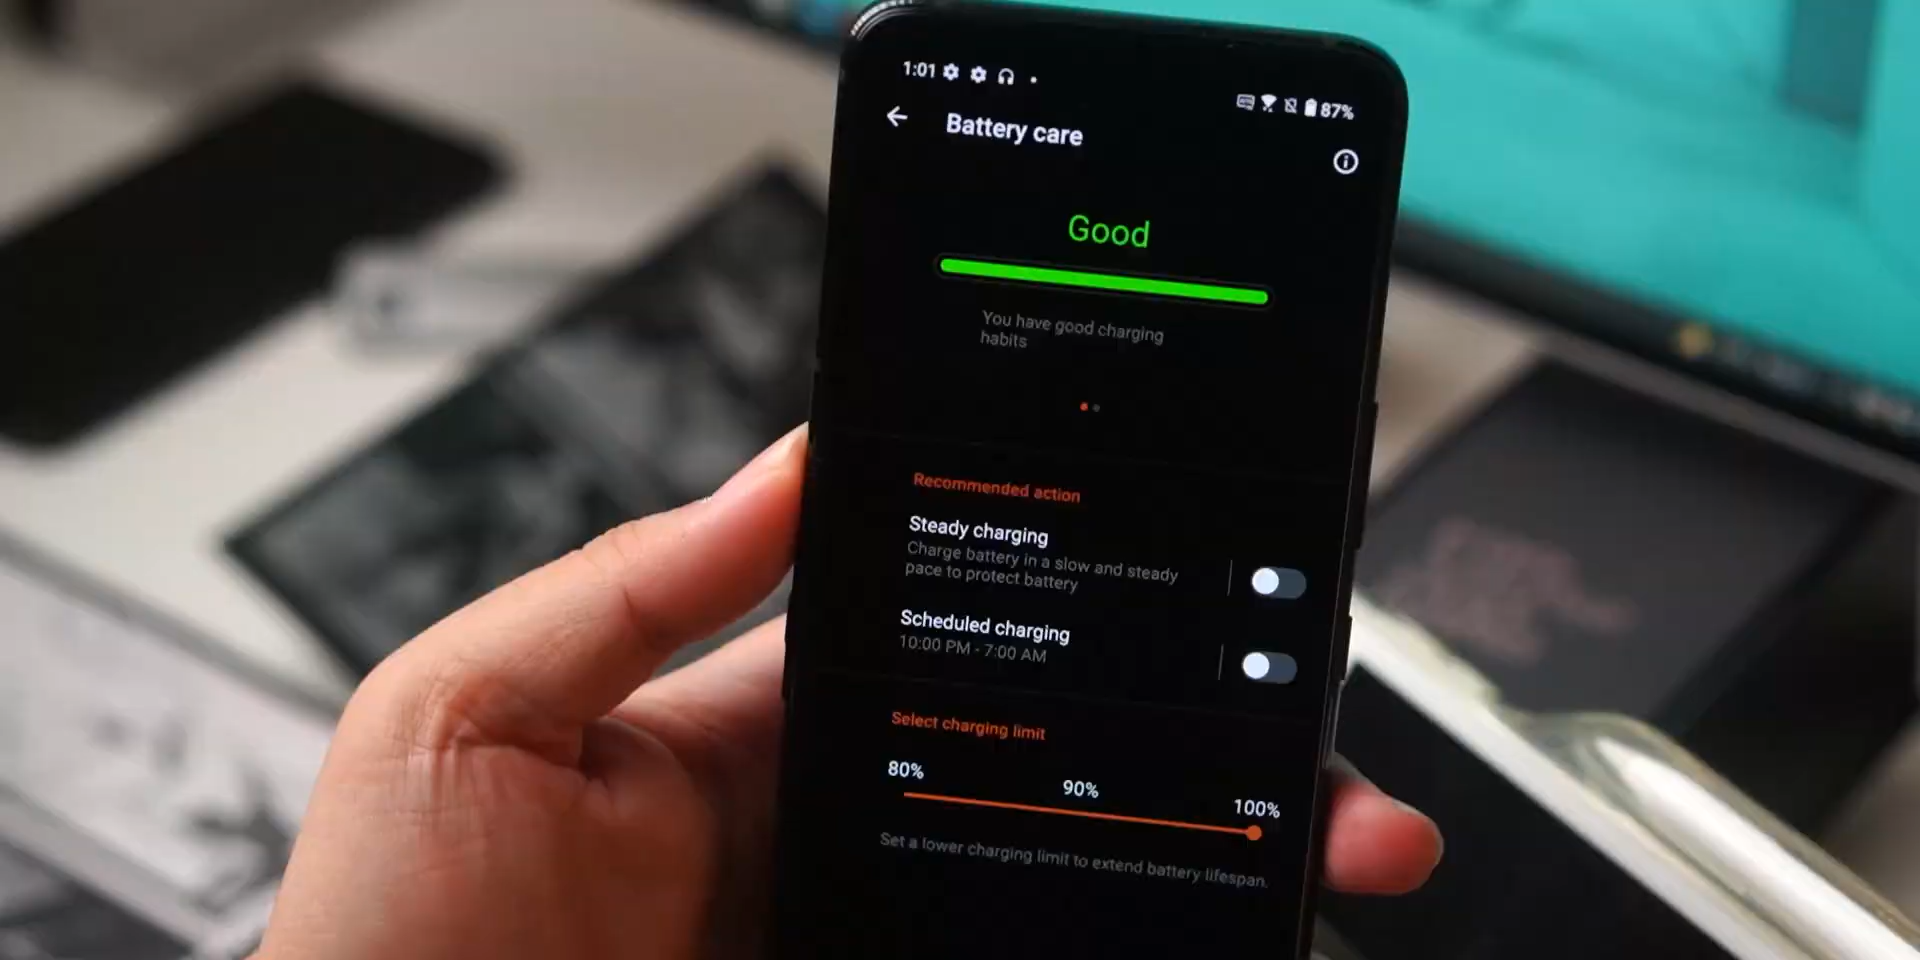 1:01
87%
Battery care
Good
You have good charging
habits
Recommended action
Steady charging
Charge battery in a slow and steady
pace to protect battery
Scheduled charging
10:00 PM - 7:00 AM
Select charging limit
80%
90%
100%
Set a lower charging limit to extend battery lifespan.